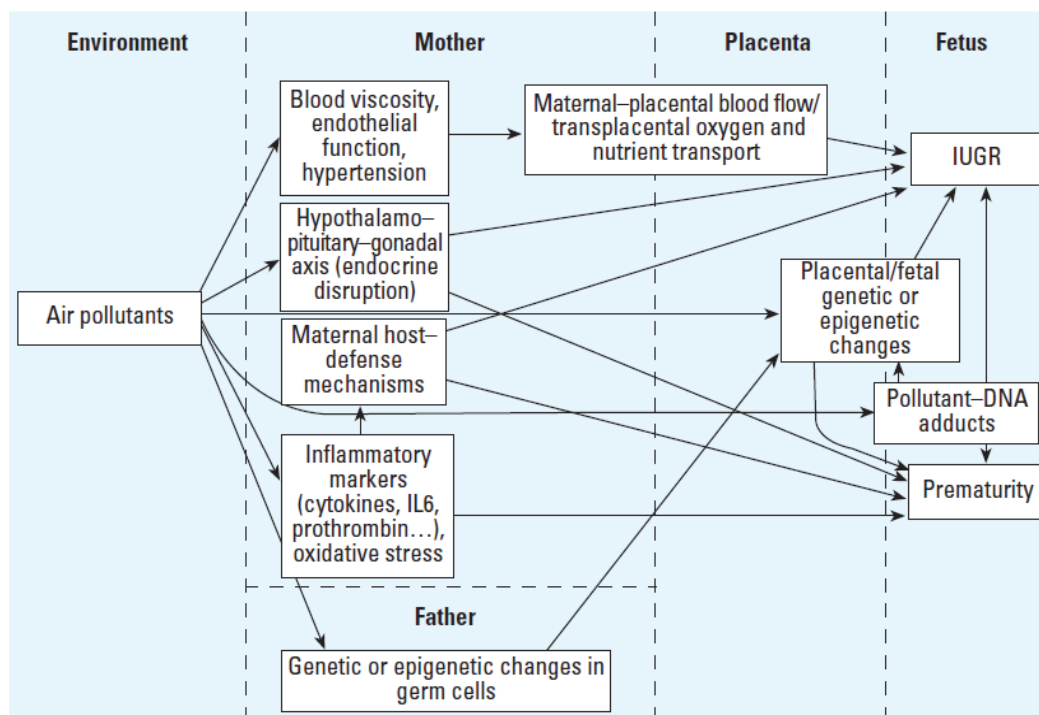 Environment
Mother
Placenta
Fetus
Blood viscosity,
endothelial
function,
hypertension
Maternal–placental blood flow/
transplacental oxygen and
nutrient transport
IUGR
Hypothalamo–
pituitary–gonadal
axis (endocrine
disruption)
Placental/fetal
genetic or
epigenetic
changes
Air pollutants
Maternal host–
defense
mechanisms
Pollutant–DNA
adducts
Inflammatory
markers
(cytokines, IL6,
prothrombin…),
oxidative stress
Prematurity
Father
Genetic or epigenetic changes in
germ cells